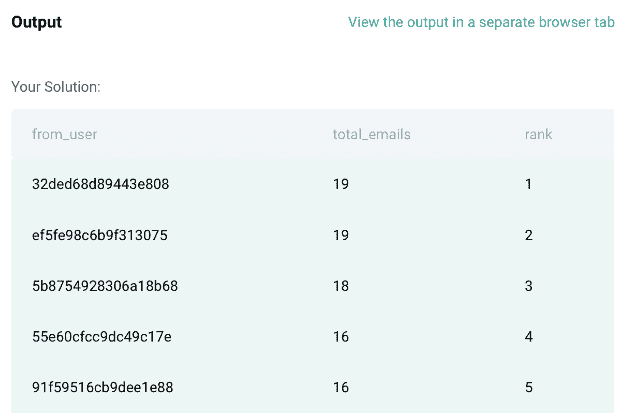 Output View the output in a separate browser tab
Your Solution:
from_user total_emails rank
32ded68d89443e808 19 1
ef5fe98c6b9f313075 19 2
5b8754928306a18b68 18 3
55e60cfcc9dc49c17e 16 4
91f59516cb9dee1e88 16 5